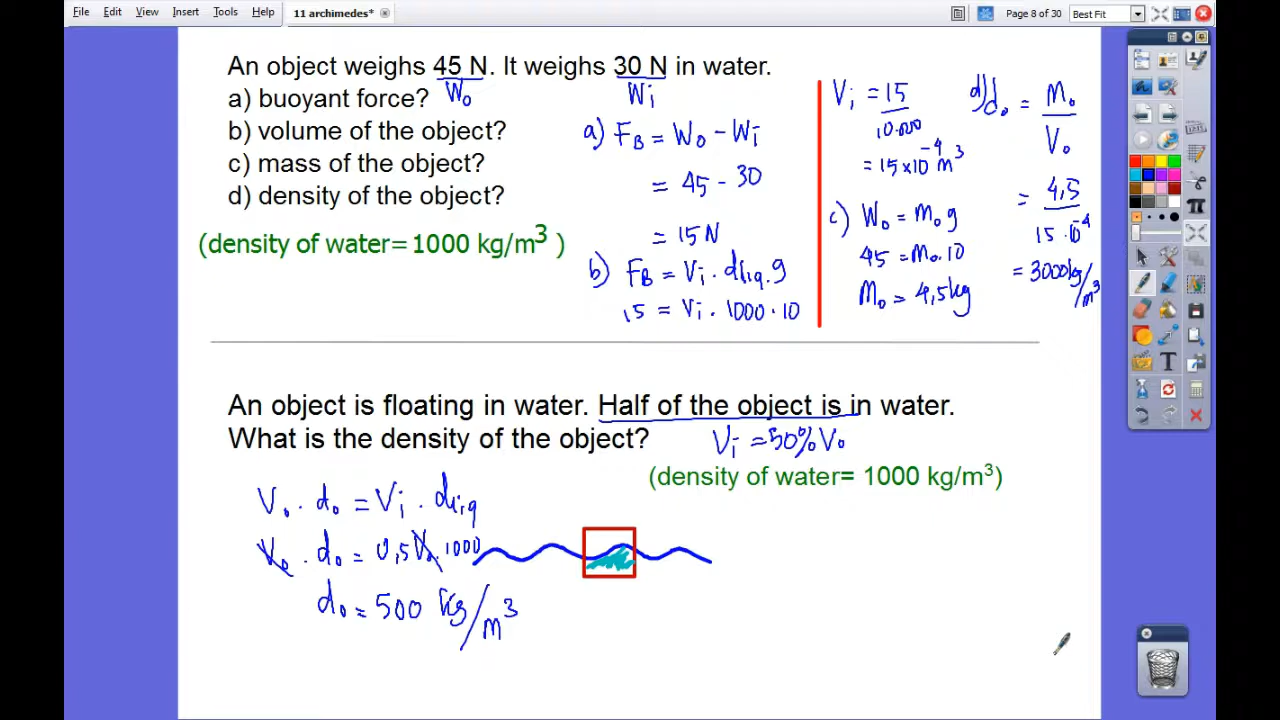 File Edit View Insert Tools Help
11 archimedes*
Page 8 of 30
Best Fit
An object weighs 45 N. It weighs 30 N in water.
W₀ Wi
a) buoyant force?
b) volume of the object?
c) mass of the object?
d) density of the object?
(density of water=1000 kg/m³ )
a) F_B = W₀ - Wi
= 45 - 30
= 15 N
b) F_B = Vi . dliq. g
15 = Vi . 1000 . 10
Vi = 15/10.000
= 15x10⁻⁴ m³
c) W₀ = M₀ g
45 = M₀ . 10
M₀ = 4,5 kg
d) d₀ = M₀/V₀
= 4,5/15 . 10⁻⁴
= 3000 kg/m³
An object is floating in water. Half of the object is in water.
What is the density of the object?
Vi = 50% V₀
(density of water= 1000 kg/m³)
V₀ . d₀ = Vi . dliq
V₀ . d₀ = 0,5 V₀ . 1000
d₀ = 500 kg/m³